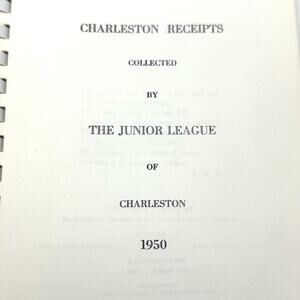 CHARLESTON RECEIPTS
COLLECTED
BY
THE JUNIOR LEAGUE
OF
CHARLESTON
1950